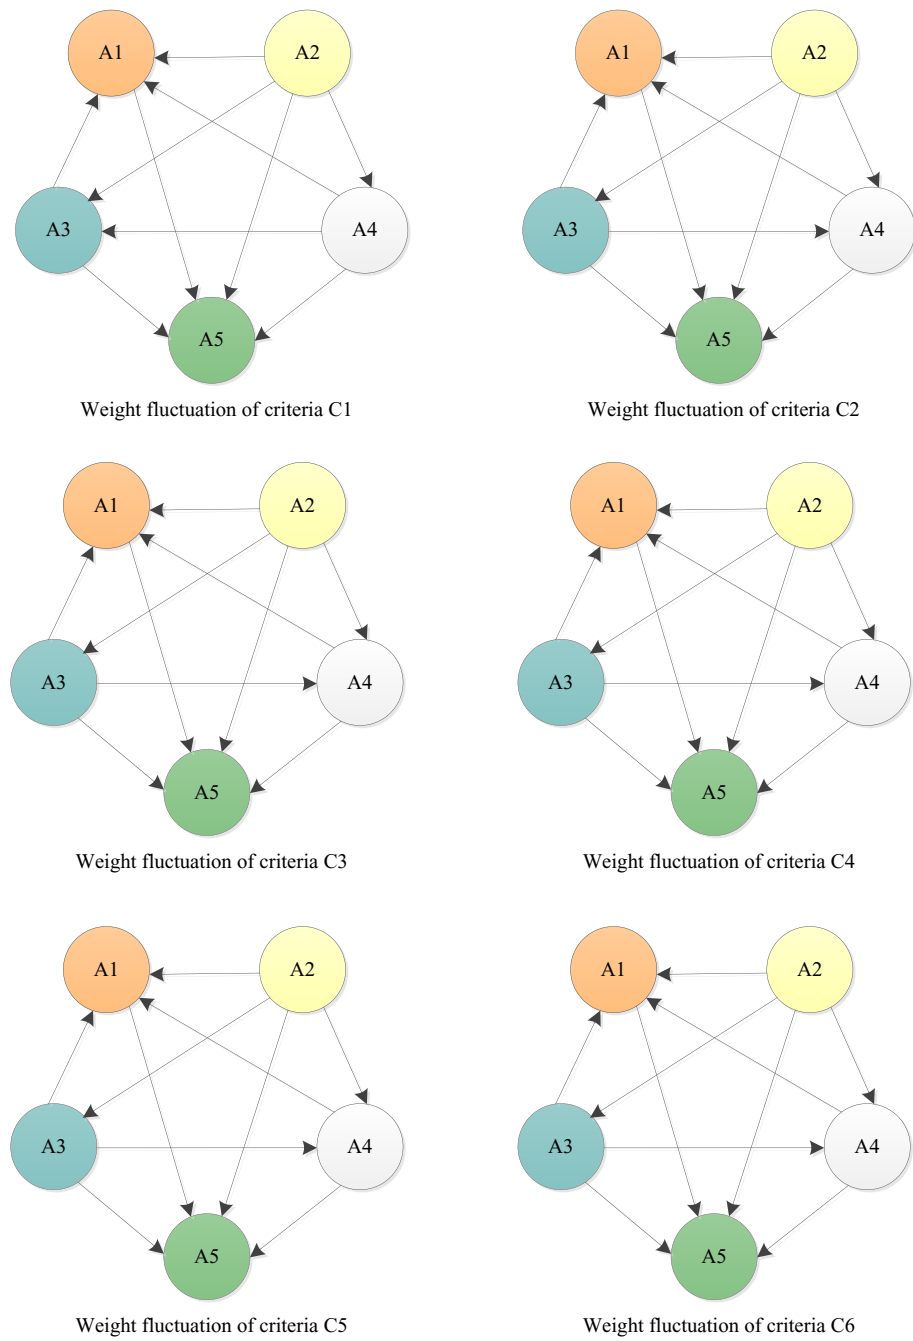 A1
A2
A3
A4
A5
Weight fluctuation of criteria C1
A1
A2
A3
A4
A5
Weight fluctuation of criteria C2
A1
A2
A3
A4
A5
Weight fluctuation of criteria C3
A1
A2
A3
A4
A5
Weight fluctuation of criteria C4
A1
A2
A3
A4
A5
Weight fluctuation of criteria C5
A1
A2
A3
A4
A5
Weight fluctuation of criteria C6